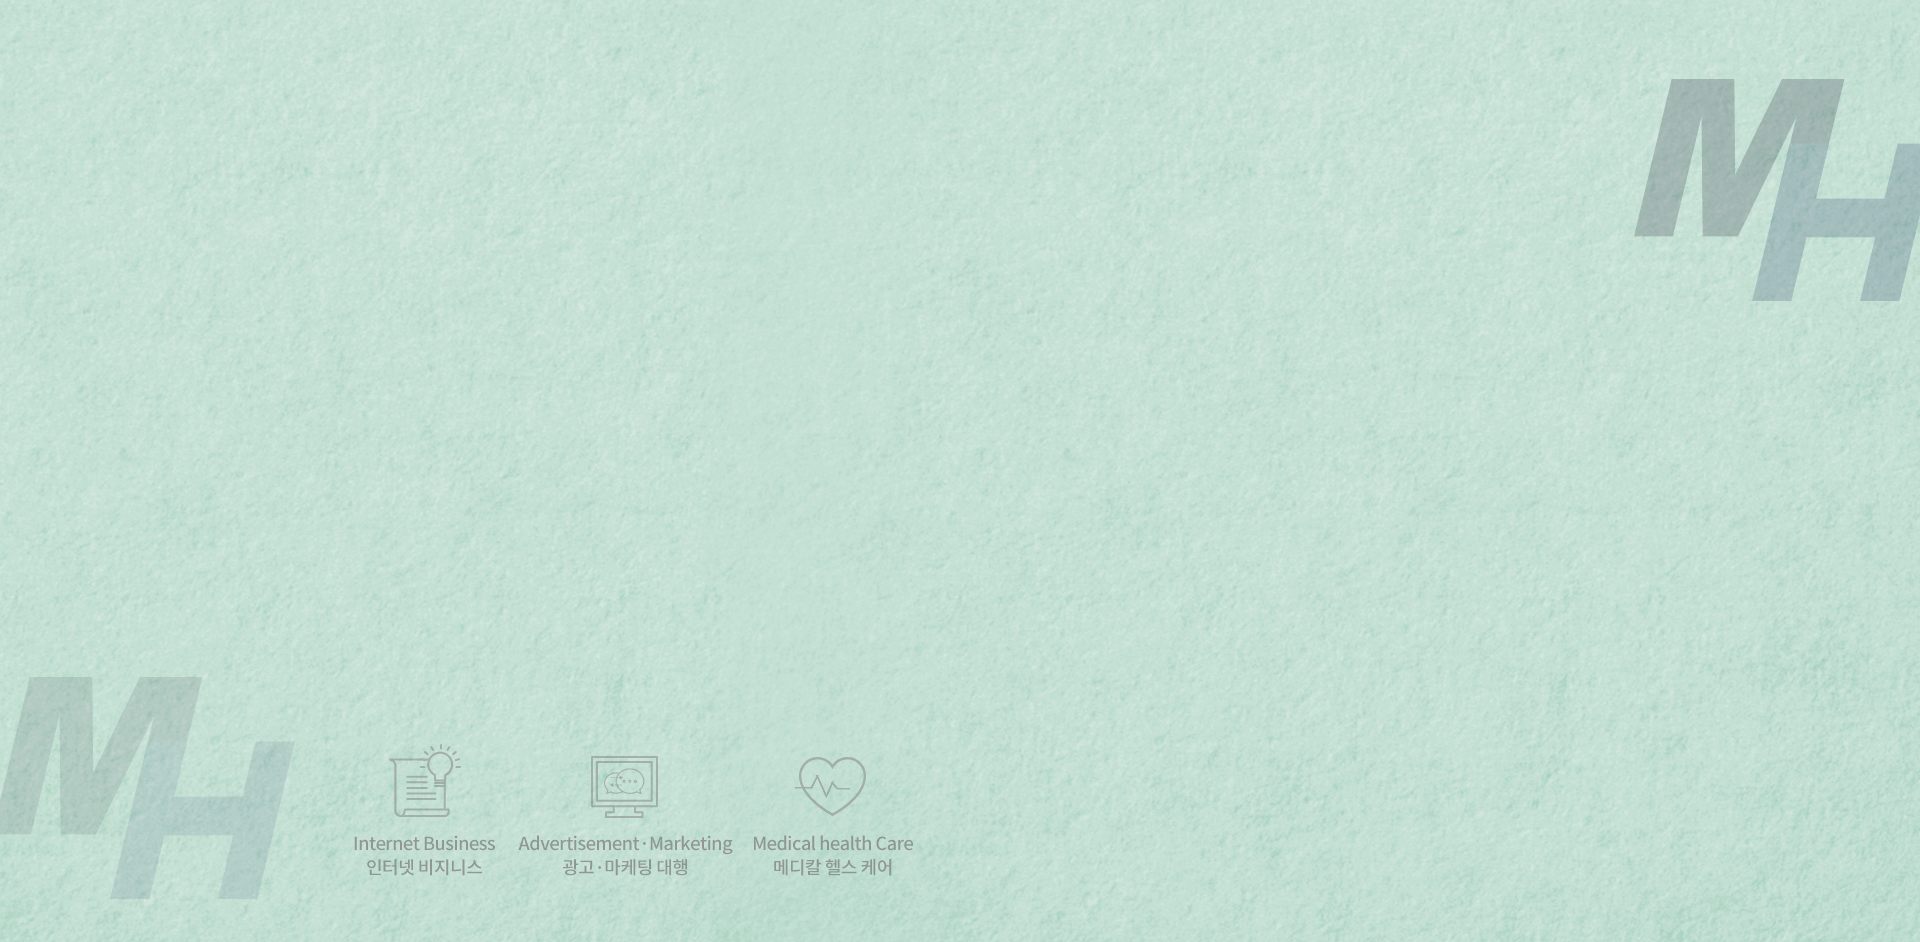 MH
MH
Internet Business
인터넷 비지니스
Advertisement·Marketing
광고·마케팅 대행
Medical health Care
메디칼 헬스 케어